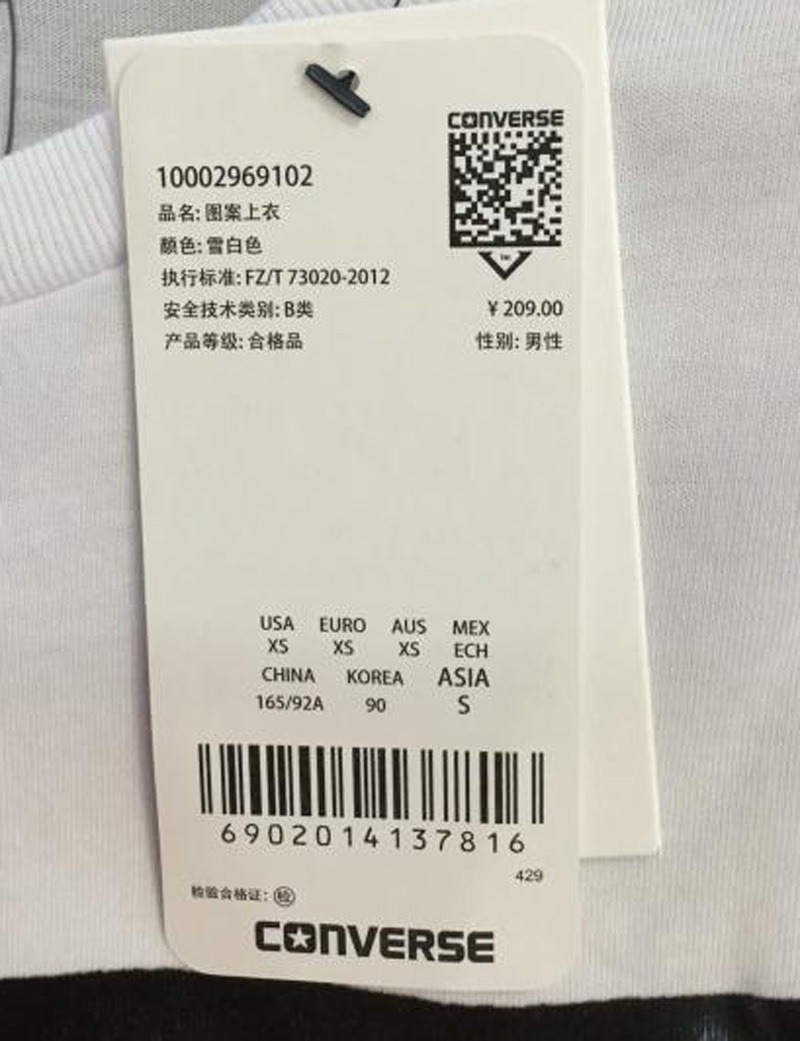 CONVERSE
10002969102
品名: 图案上衣
颜色: 雪白色
执行标准: FZ/T 73020-2012
安全技术类别: B类
¥ 209.00
产品等级: 合格品
性别: 男性
USA EURO AUS MEX
XS XS XS ECH
CHINA KOREA ASIA
165/92A 90 S
6902014137816
429
检验合格证: 检
CONVERSE